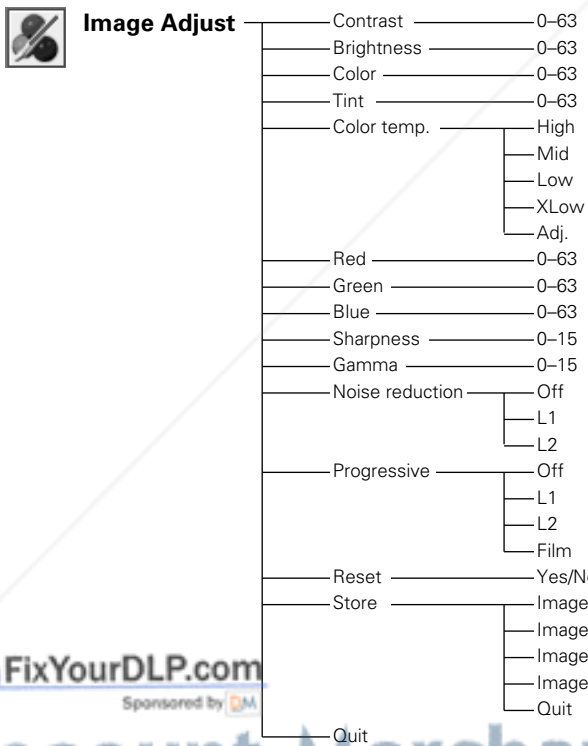 Image Adjust Contrast 0–63
Brightness 0–63
Color 0–63
Tint 0–63
Color temp. High
Mid
Low
XLow
Adj.
Red 0–63
Green 0–63
Blue 0–63
Sharpness 0–15
Gamma 0–15
Noise reduction Off
L1
L2
Progressive Off
L1
L2
Film
Reset Yes/N
Store Image
Image
Image
Image
FixYourDLP.com
Sponsored by DM
Quit
Quit